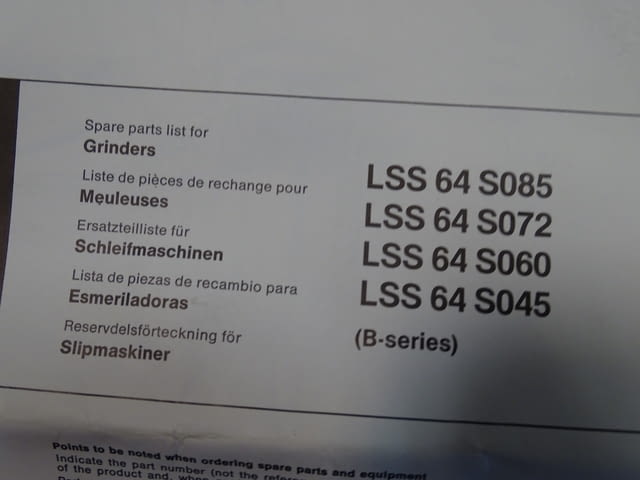 Spare parts list for
Grinders
Liste de pièces de rechange pour
Meuleuses
Ersatzteilliste für
Schleifmaschinen
Lista de piezas de recambio para
Esmeriladoras
Reservdelsförteckning för
Slipmaskiner
LSS 64 S085
LSS 64 S072
LSS 64 S060
LSS 64 S045
(B-series)
Points to be noted when ordering spare parts and equipment
Indicate the part number (not the
of the product and,